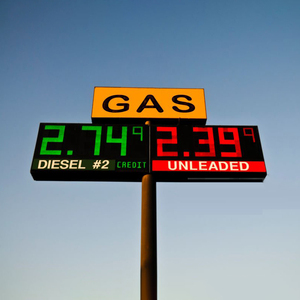 GAS
2.74⁹ 2.39⁹
DIESEL #2 CREDIT UNLEADED